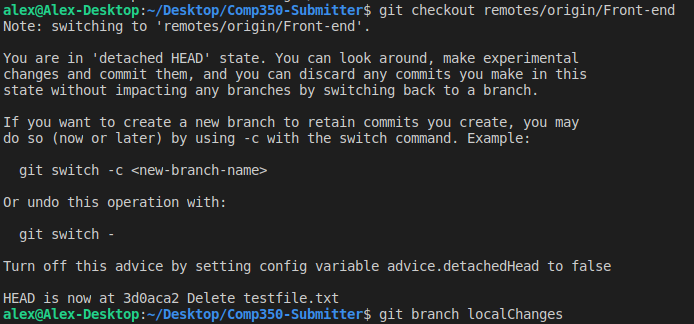 alex@Alex-Desktop:~/Desktop/Comp350-Submitter$ git checkout remotes/origin/Front-end
Note: switching to 'remotes/origin/Front-end'.
You are in 'detached HEAD' state. You can look around, make experimental
changes and commit them, and you can discard any commits you make in this
state without impacting any branches by switching back to a branch.
If you want to create a new branch to retain commits you create, you may
do so (now or later) by using -c with the switch command. Example:
git switch -c <new-branch-name>
Or undo this operation with:
git switch -
Turn off this advice by setting config variable advice.detachedHead to false
HEAD is now at 3d0aca2 Delete testfile.txt
alex@Alex-Desktop:~/Desktop/Comp350-Submitter$ git branch localChanges